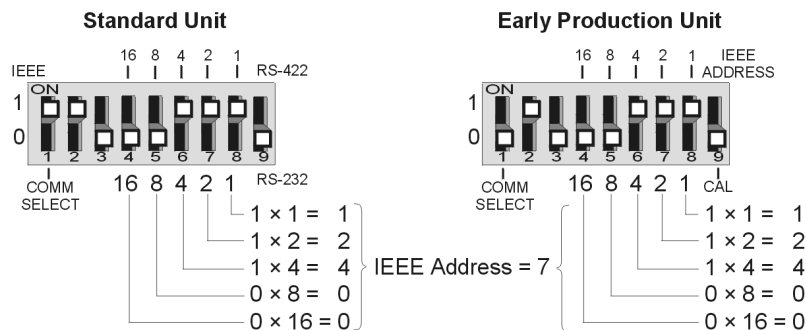 Standard Unit
16 8 4 2 1
IEEE
RS-422
ON
1
0
1 2 3 4 5 6 7 8 9
COMM
SELECT
16 8 4 2 1
RS-232
1 × 1 = 1
1 × 2 = 2
1 × 4 = 4
0 × 8 = 0
0 × 16 = 0
IEEE Address = 7
Early Production Unit
16 8 4 2 1
IEEE
ADDRESS
ON
1
0
1 2 3 4 5 6 7 8 9
COMM
SELECT
16 8 4 2 1
CAL
1 × 1 = 1
1 × 2 = 2
1 × 4 = 4
0 × 8 = 0
0 × 16 = 0